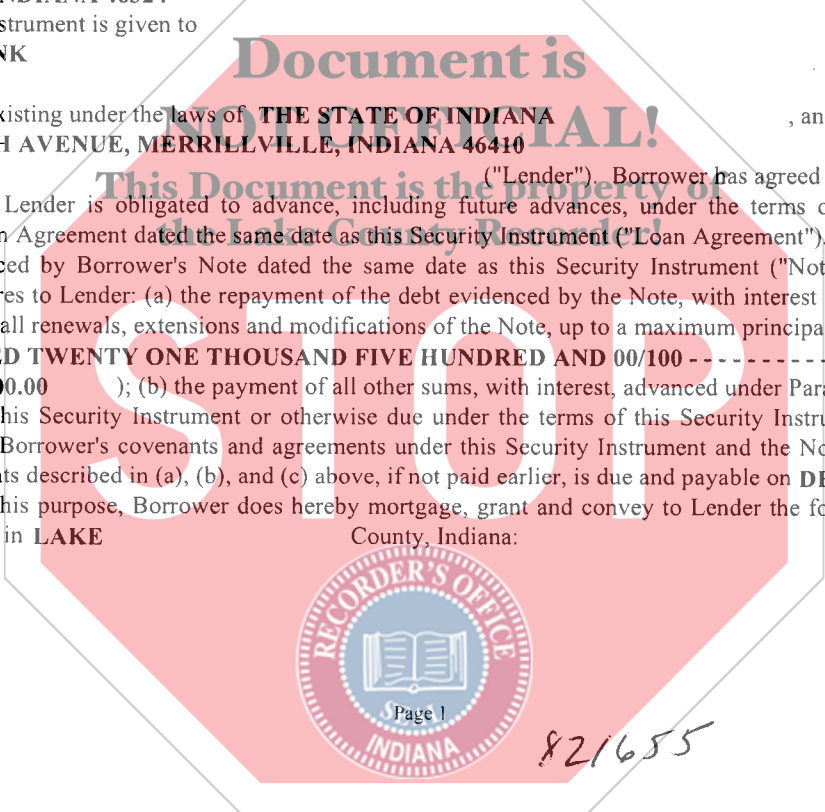 strument is given to
NK
Document is
xisting under the laws of THE STATE OF INDIANA , an
NOT OFFICIAL!
H AVENUE, MERRILLVILLE, INDIANA 46410
("Lender"). Borrower has agreed
This Document is the property of
Lender is obligated to advance, including future advances, under the terms o
the Lake County Recorder!
n Agreement dated the same date as this Security Instrument ("Loan Agreement").
ced by Borrower's Note dated the same date as this Security Instrument ("Not
res to Lender: (a) the repayment of the debt evidenced by the Note, with interest
all renewals, extensions and modifications of the Note, up to a maximum principa
D TWENTY ONE THOUSAND FIVE HUNDRED AND 00/100 - - - - - - - - - -
00.00 ); (b) the payment of all other sums, with interest, advanced under Para
his Security Instrument or otherwise due under the terms of this Security Instru
STOP
Borrower's covenants and agreements under this Security Instrument and the No
ts described in (a), (b), and (c) above, if not paid earlier, is due and payable on DE
his purpose, Borrower does hereby mortgage, grant and convey to Lender the fo
in LAKE County, Indiana:
RECORDER'S OFFICE
SEAL
Page 1
INDIANA
821655